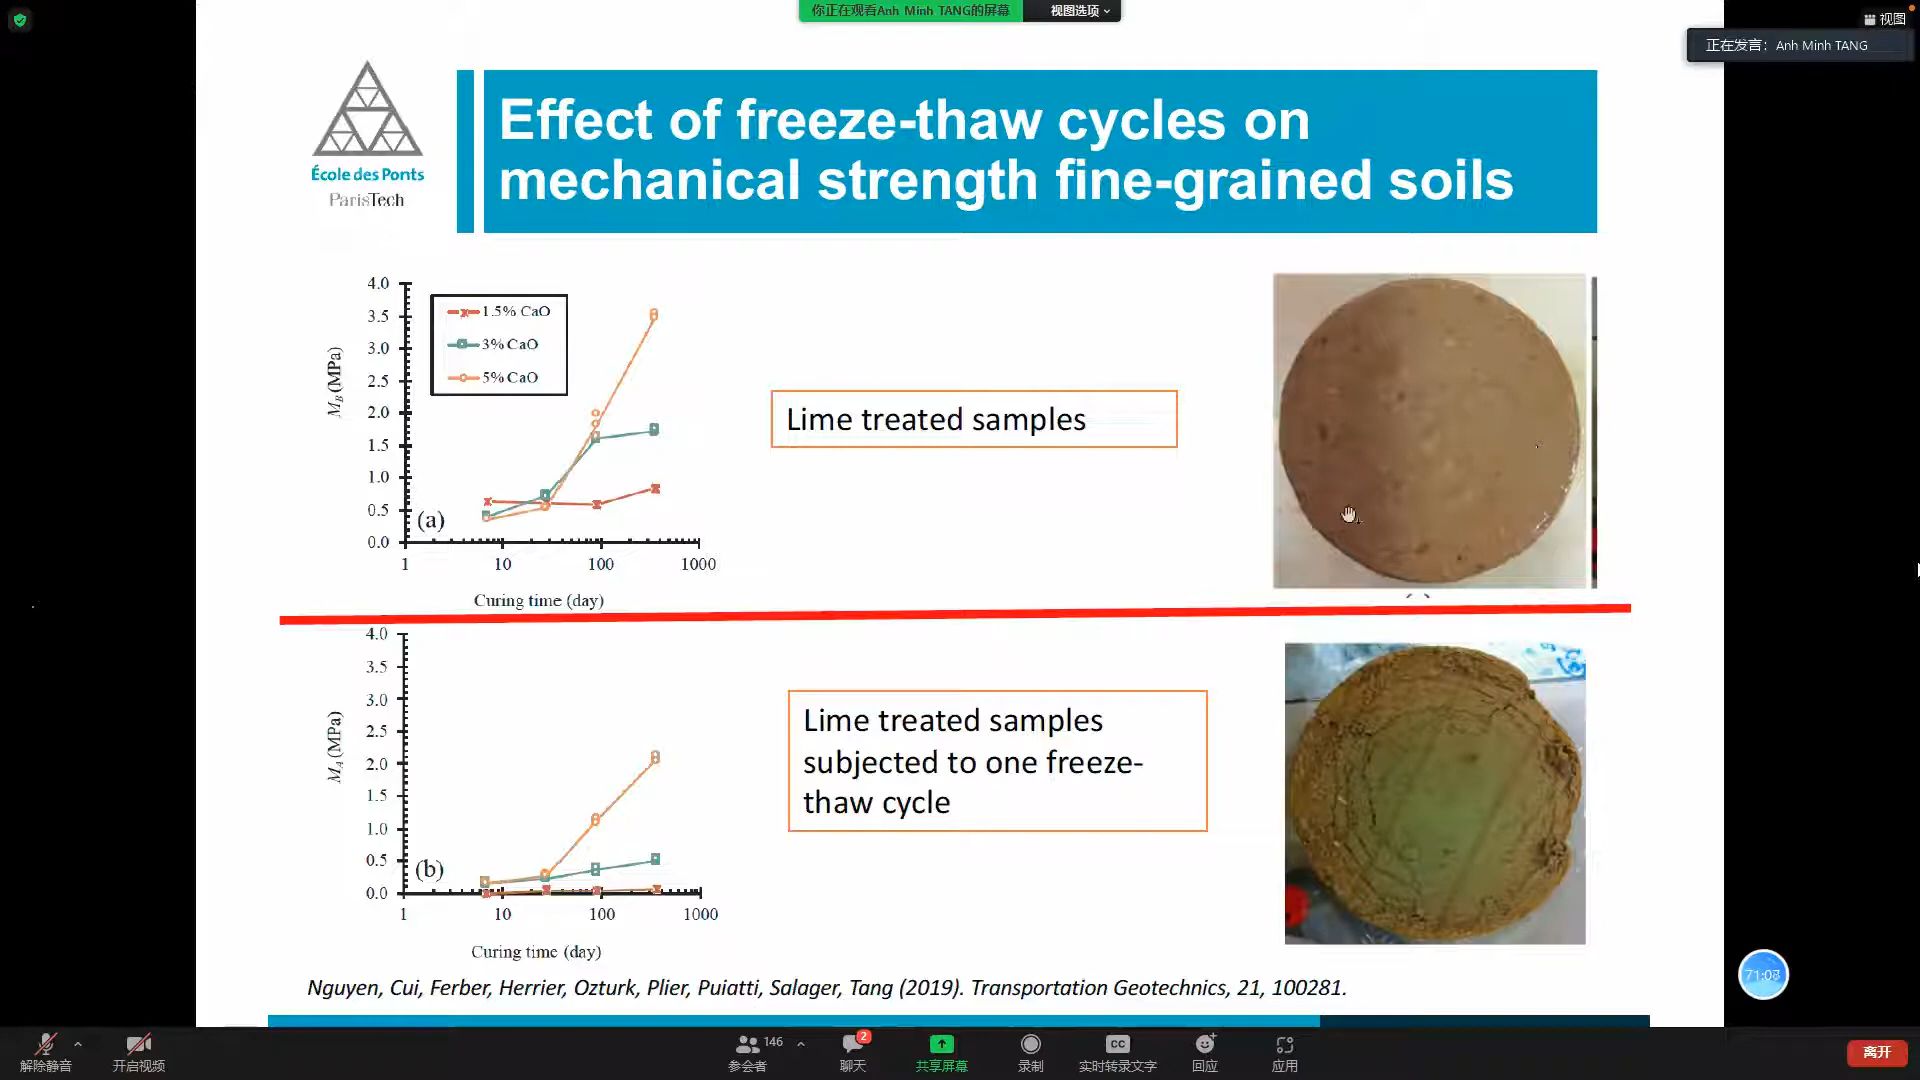 你正在观看Anh Minh TANG的屏幕
视图选项
视图
正在发言: Anh Minh TANG
École des Ponts
ParisTech
Effect of freeze-thaw cycles on
mechanical strength fine-grained soils
4.0
3.5
3.0
2.5
2.0
1.5
1.0
0.5
0.0
M_B (MPa)
1.5% CaO
3% CaO
5% CaO
(a)
1
10
100
1000
Curing time (day)
Lime treated samples
4.0
3.5
3.0
2.5
2.0
1.5
1.0
0.5
0.0
M_A (MPa)
(b)
1
10
100
1000
Curing time (day)
Lime treated samples
subjected to one freeze-
thaw cycle
Nguyen, Cui, Ferber, Herrier, Ozturk, Plier, Puiatti, Salager, Tang (2019). Transportation Geotechnics, 21, 100281.
解除静音
开启视频
146
参会者
2
聊天
共享屏幕
录制
CC
实时转录文字
回应
应用
离开